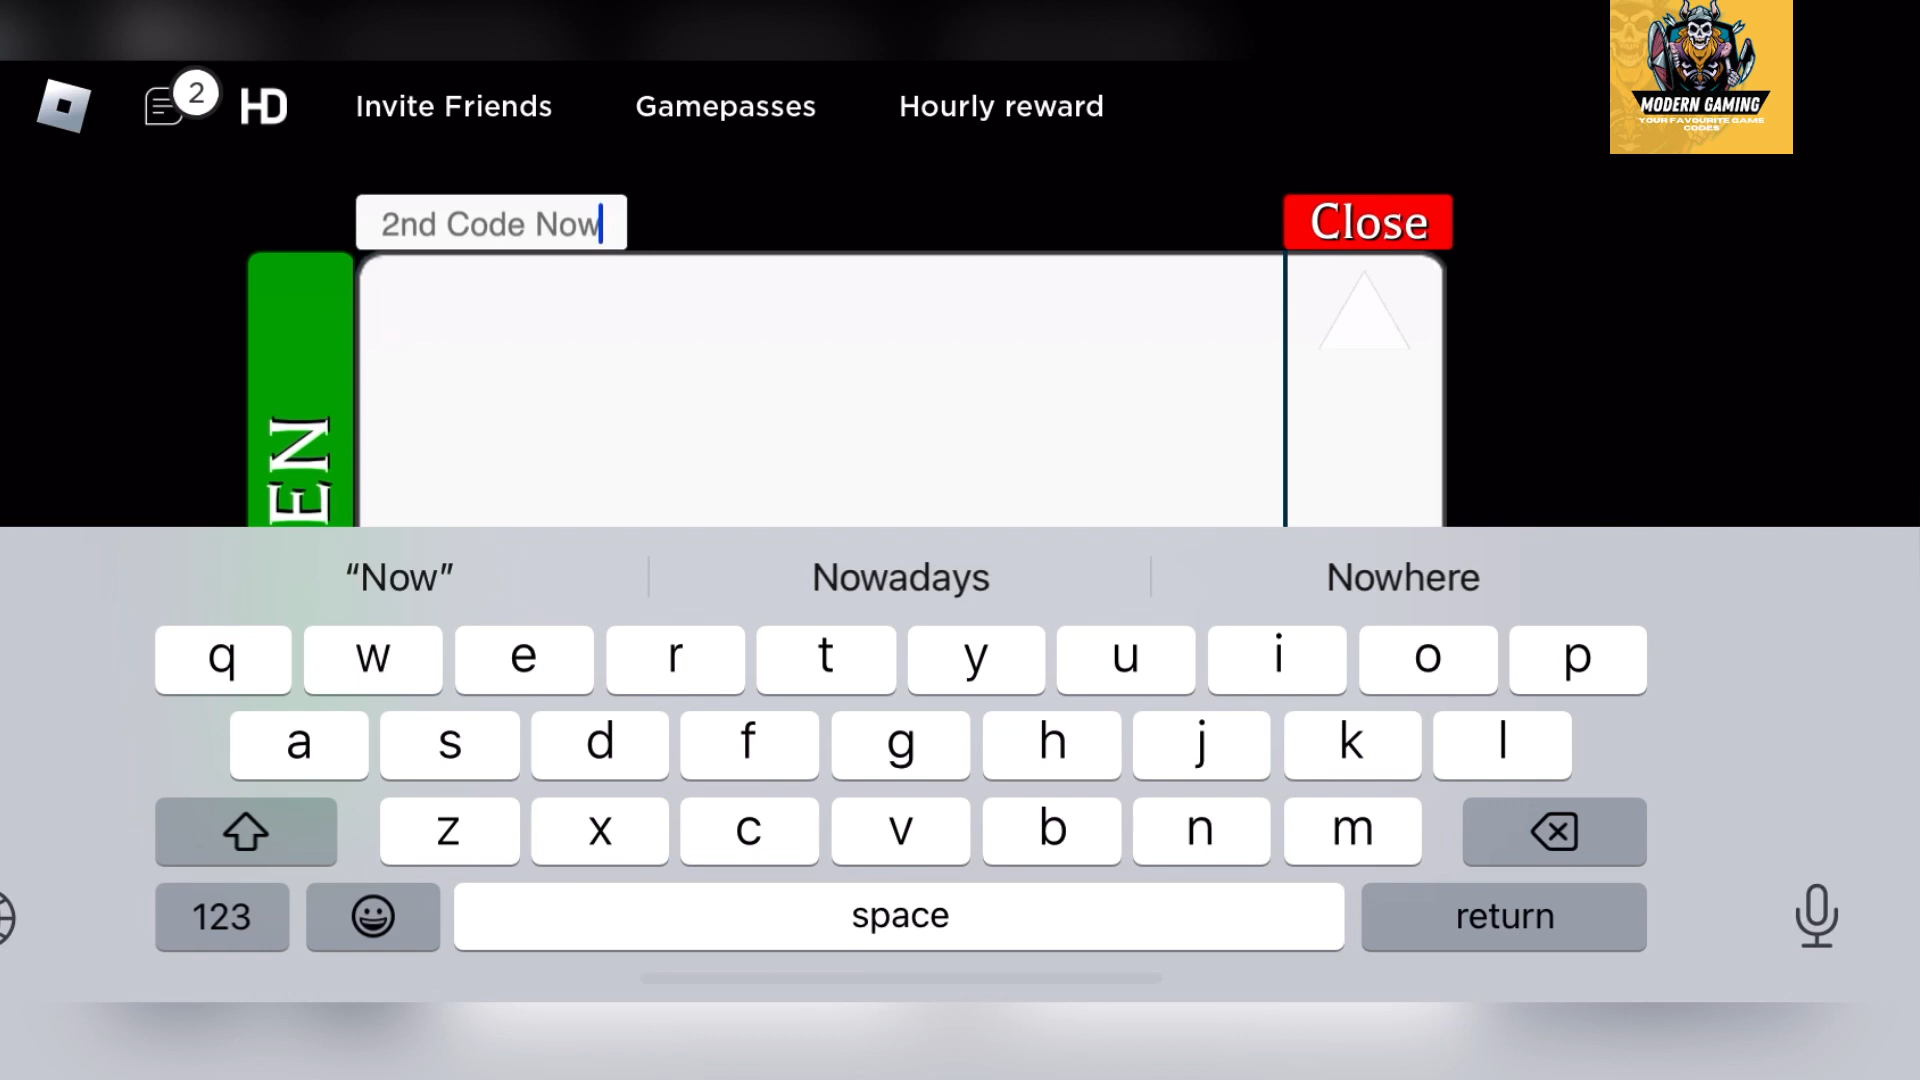 2
HD
Invite Friends
Gamepasses
Hourly reward
MODERN GAMING
YOUR FAVOURITE GAME
CODES
2nd Code Now
Close
EN
“Now”
Nowadays
Nowhere
q w e r t y u i o p
a s d f g h j k l
z x c v b n m
123
space
return